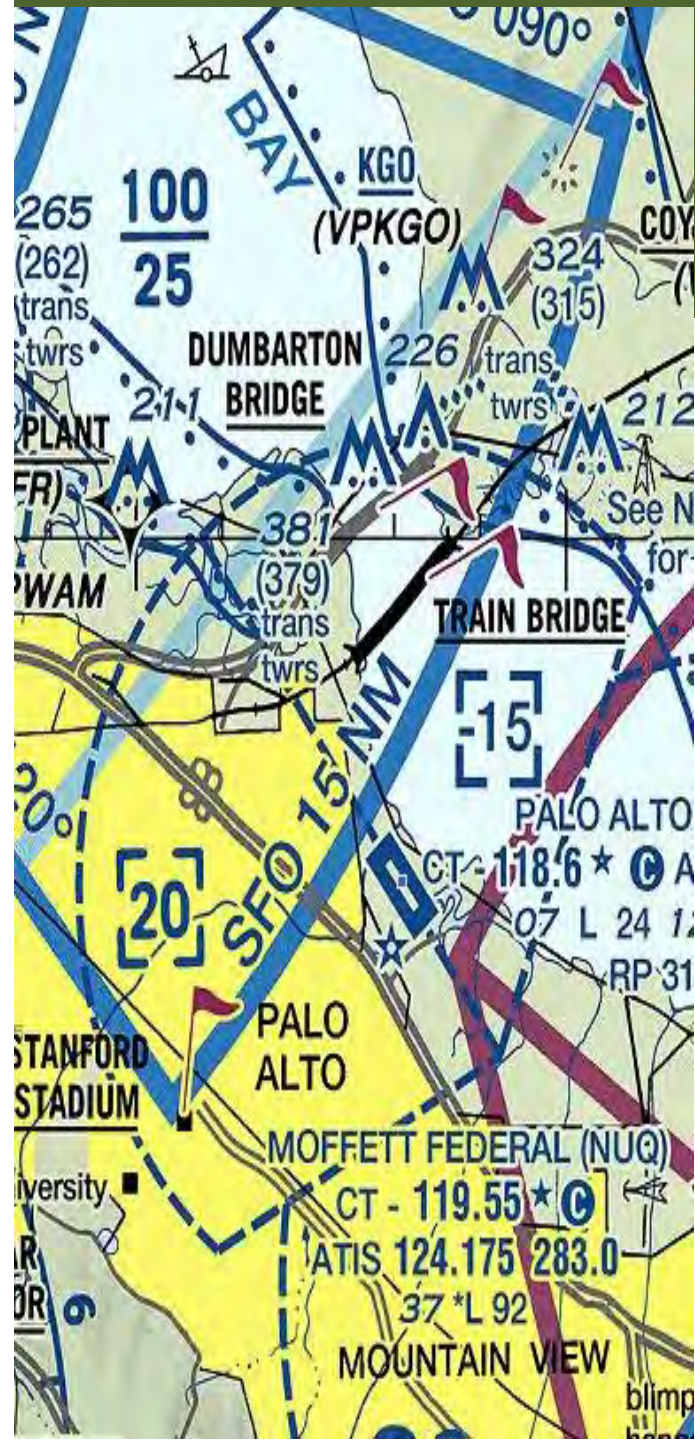 090°
BAY
KGO
(VPKGO)
265
(262)
trans
twrs
100
25
324
(315)
DUMBARTON
BRIDGE
226
trans
twrs
211
212
PLANT
381
(379)
trans
twrs
See N
for
PWAM
TRAIN BRIDGE
-15
SFO 15 NM
PALO ALTO
CT - 118.6 * C A
07 L 24
RP 31
20
PALO
ALTO
STANFORD
STADIUM
MOFFETT FEDERAL (NUQ)
CT - 119.55 * C
ATIS 124.175 283.0
37 *L 92
iversity
6
MOUNTAIN VIEW
blimp